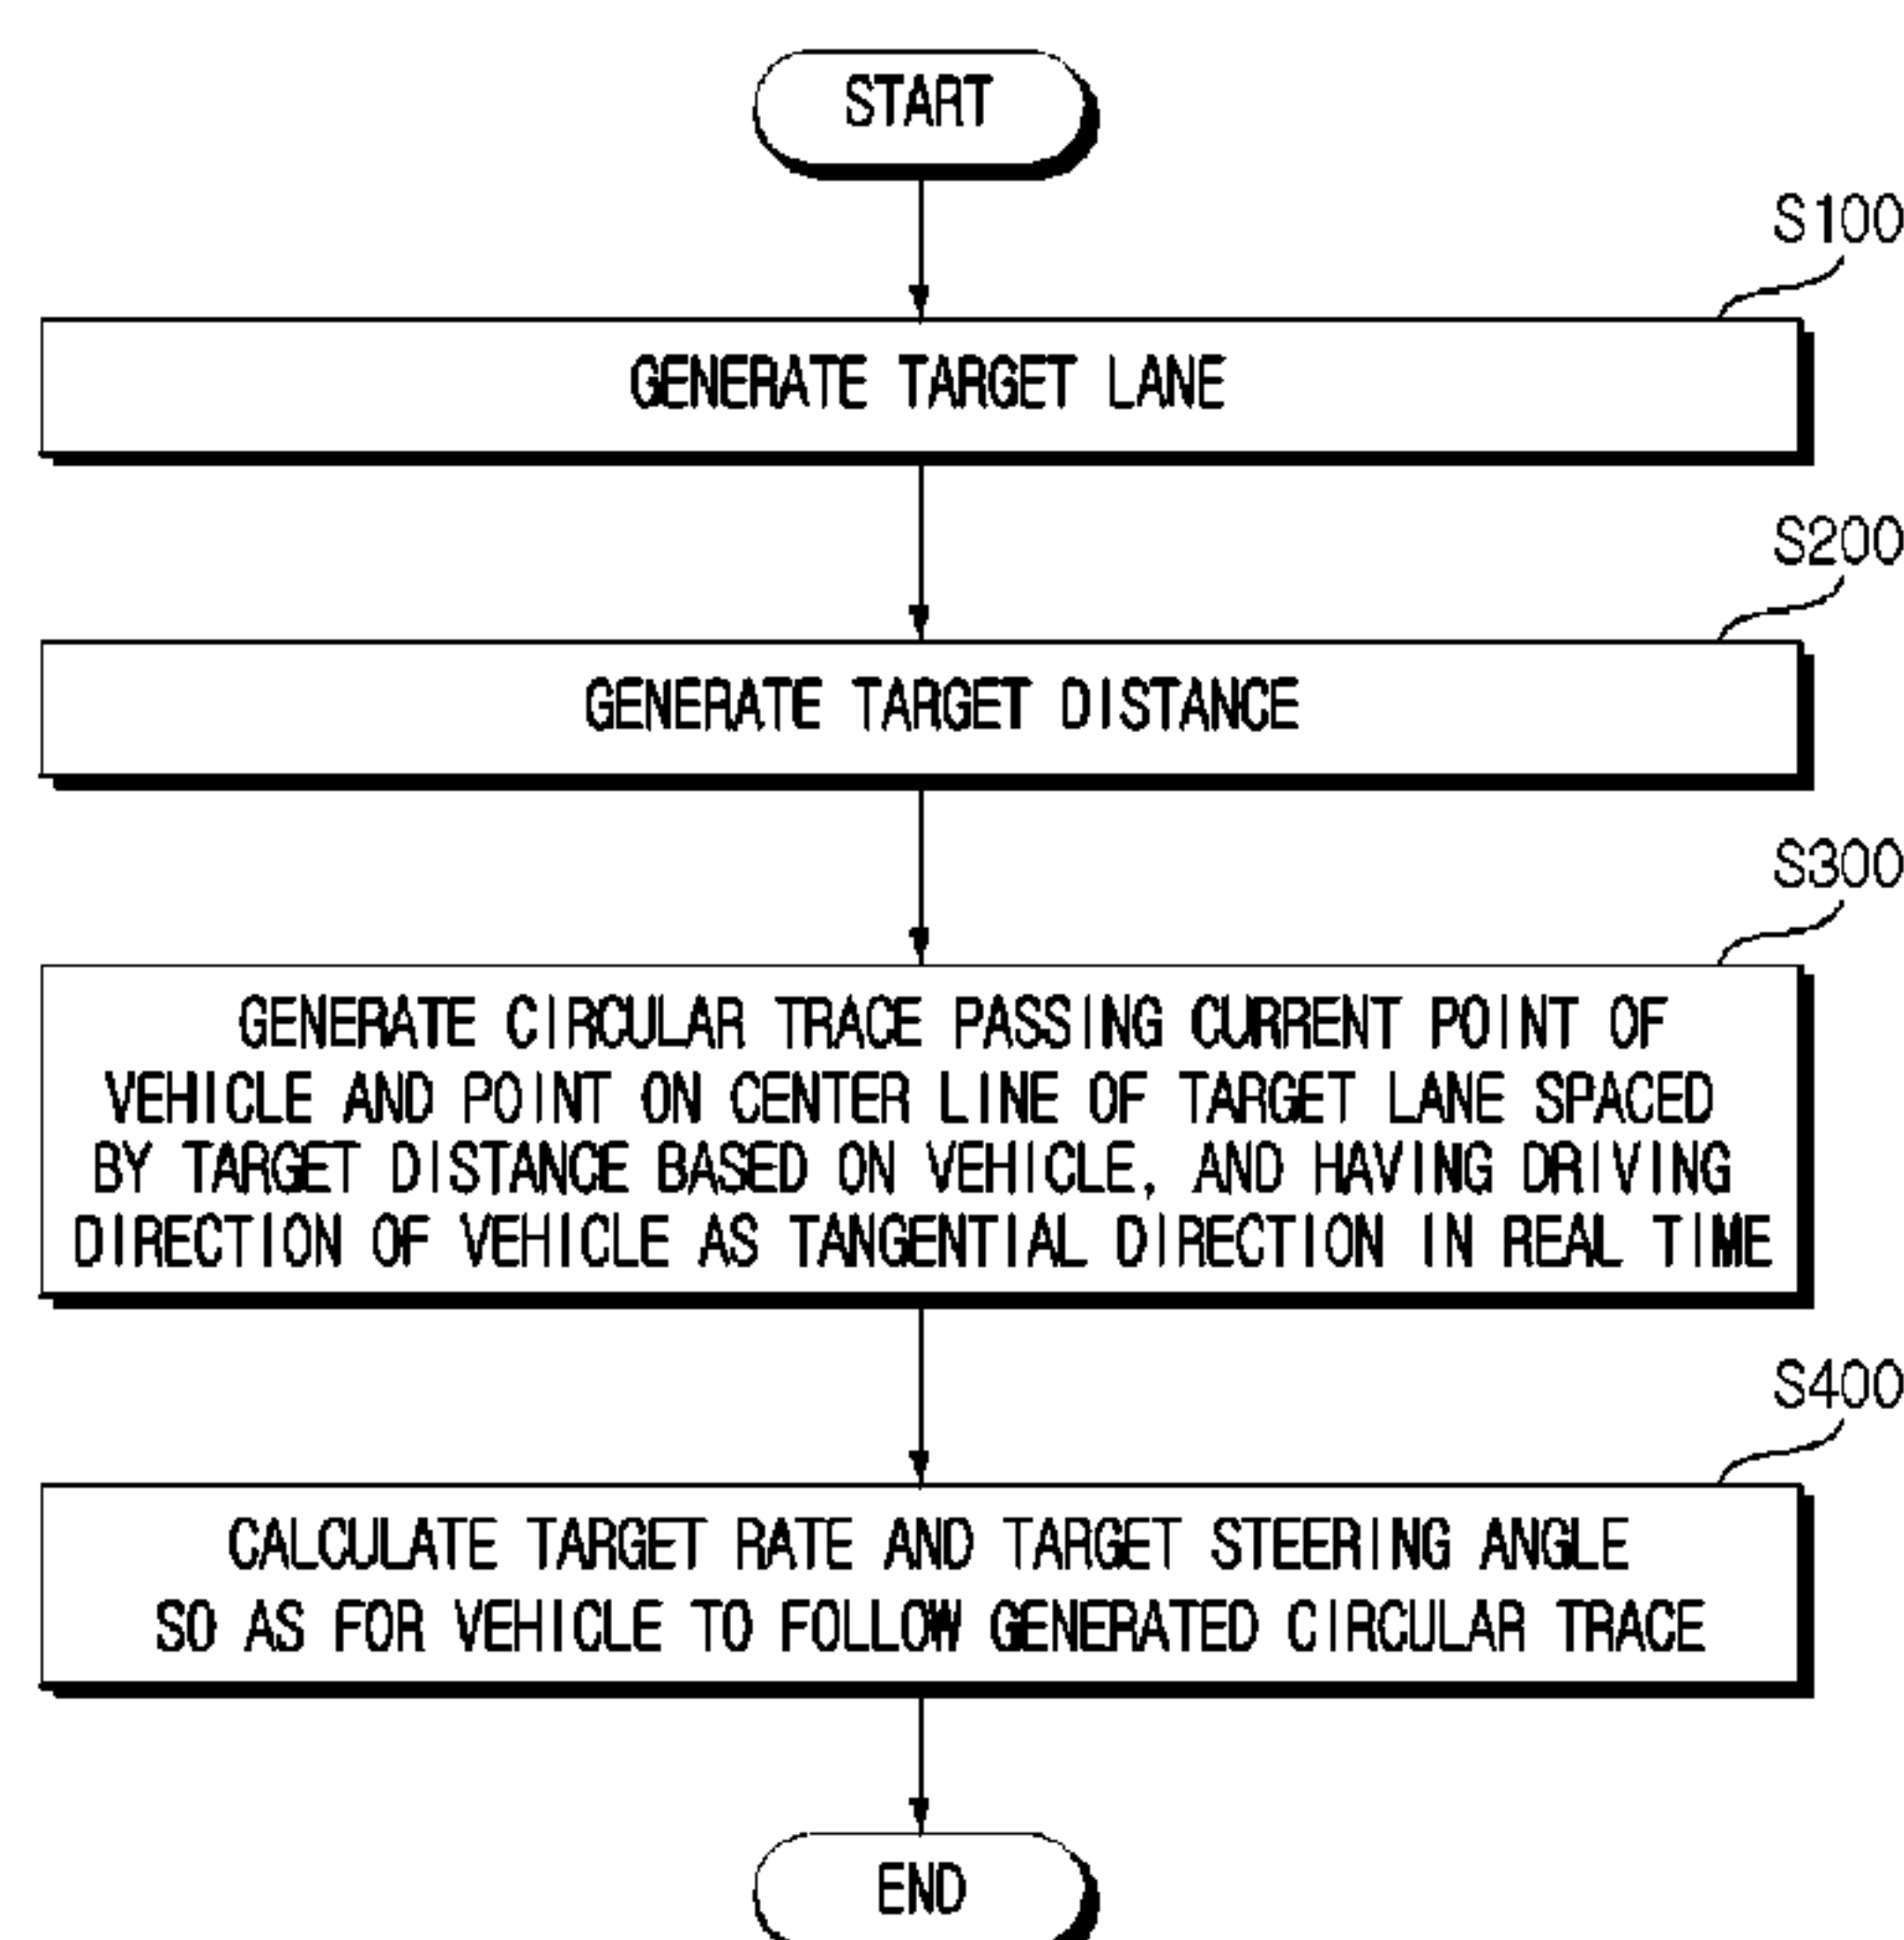 START
S100
GENERATE TARGET LANE
S200
GENERATE TARGET DISTANCE
S300
GENERATE CIRCULAR TRACE PASSING CURRENT POINT OF
VEHICLE AND POINT ON CENTER LINE OF TARGET LANE SPACED
BY TARGET DISTANCE BASED ON VEHICLE, AND HAVING DRIVING
DIRECTION OF VEHICLE AS TANGENTIAL DIRECTION IN REAL TIME
S400
CALCULATE TARGET RATE AND TARGET STEERING ANGLE
SO AS FOR VEHICLE TO FOLLOW GENERATED CIRCULAR TRACE
END